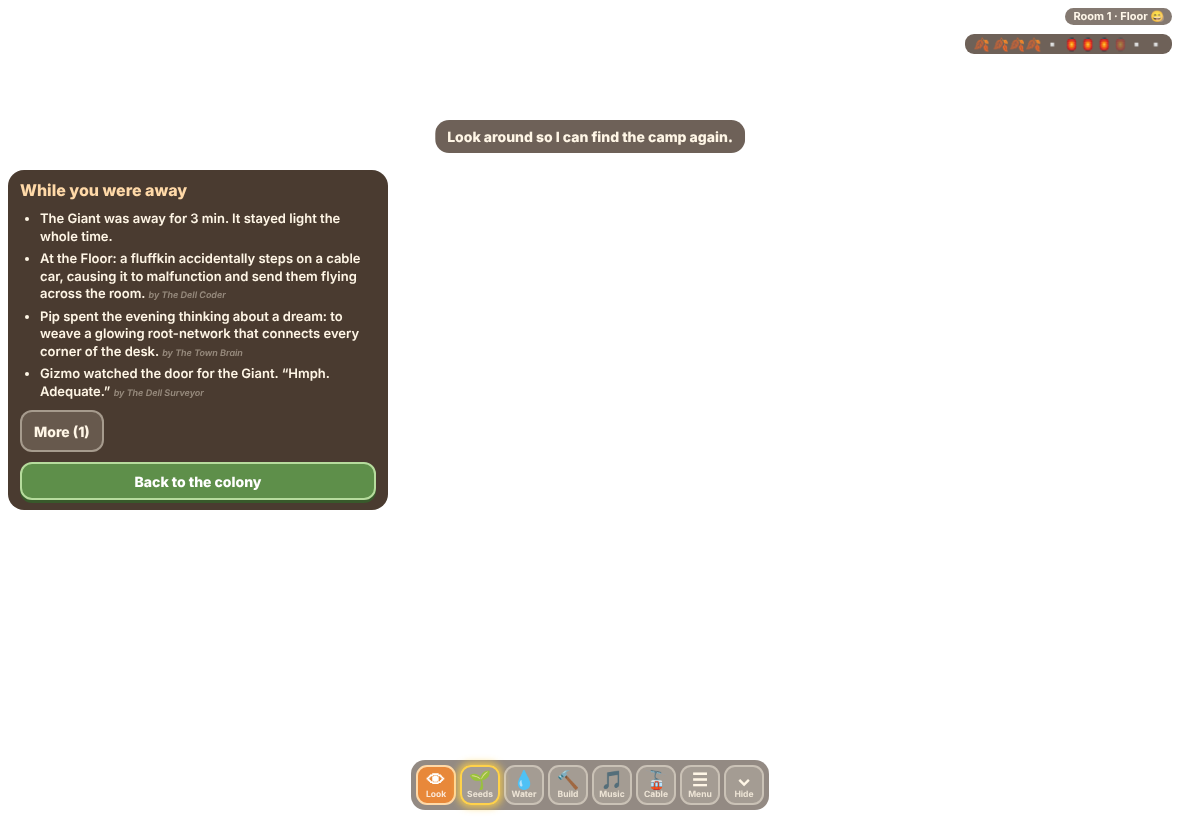 Room 1 · Floor 😄
Look around so I can find the camp again.
While you were away
• The Giant was away for 3 min. It stayed light the
whole time.
• At the Floor: a fluffkin accidentally steps on a cable
car, causing it to malfunction and send them flying
across the room. by The Dell Coder
• Pip spent the evening thinking about a dream: to
weave a glowing root-network that connects every
corner of the desk. by The Town Brain
• Gizmo watched the door for the Giant. “Hmph.
Adequate.” by The Dell Surveyor
More (1)
Back to the colony
Look
Seeds
Water
Build
Music
Cable
Menu
Hide